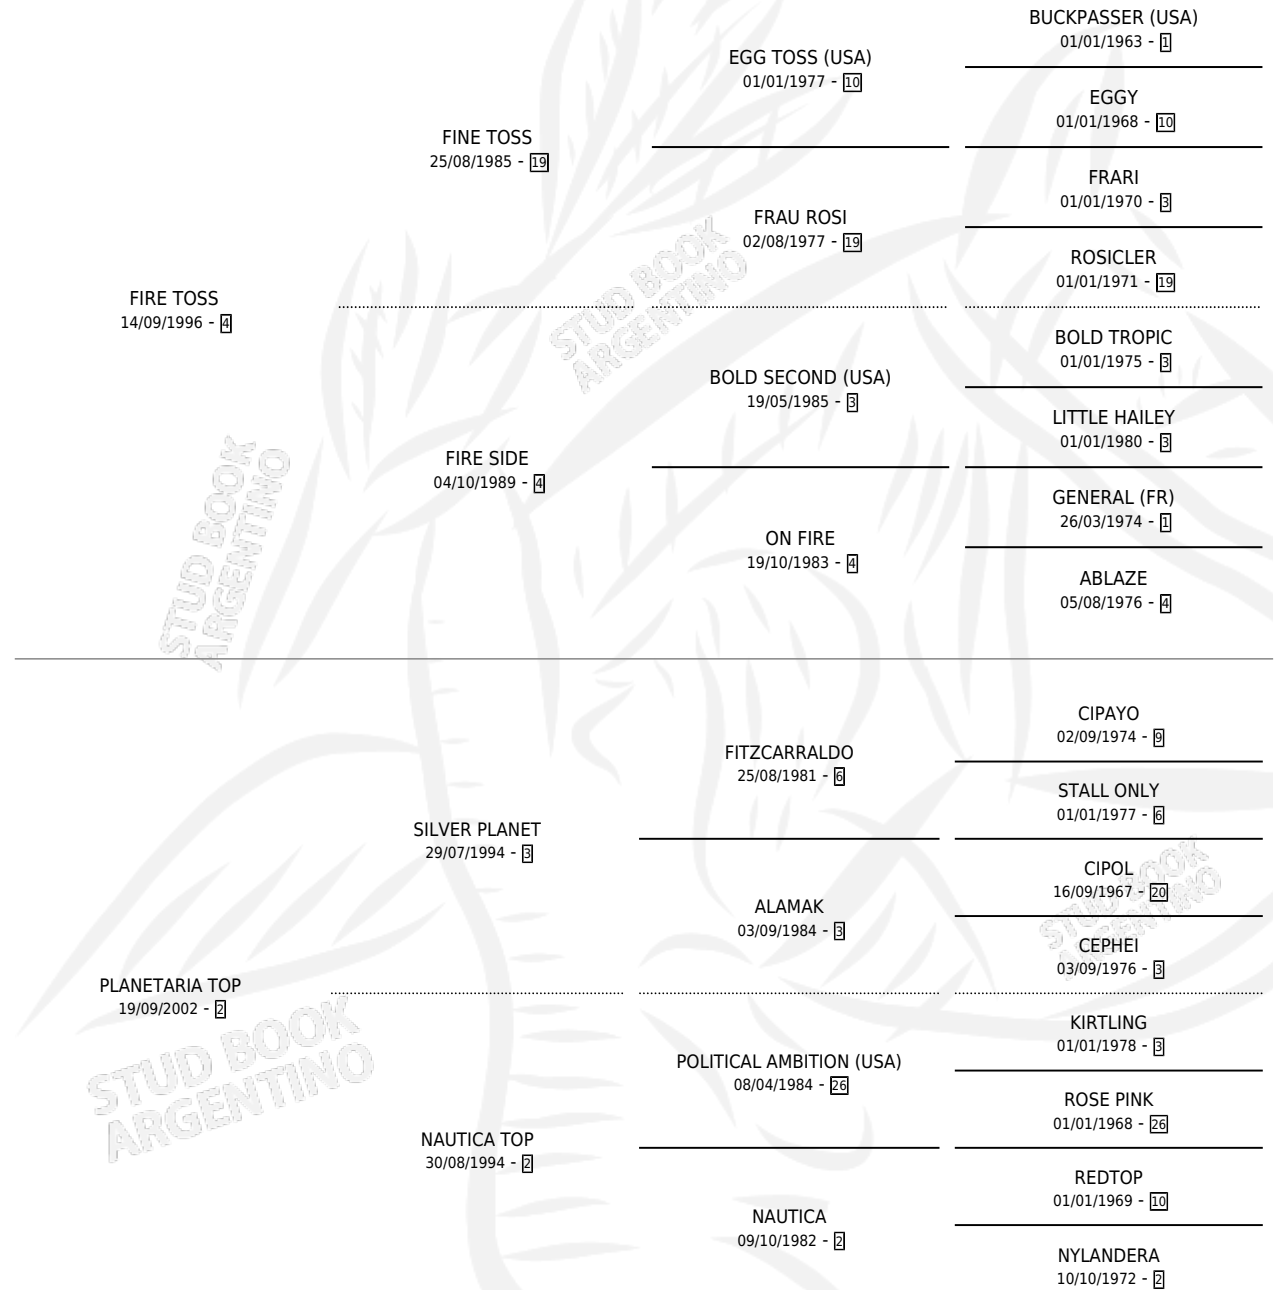 BUCKPASSER (USA)
01/01/1963 - 1
EGG TOSS (USA)
01/01/1977 - 10
EGGY
01/01/1968 - 10
FINE TOSS
25/08/1985 - 19
FRARI
01/01/1970 - 3
FRAU ROSI
02/08/1977 - 19
ROSICLER
01/01/1971 - 19
FIRE TOSS
14/09/1996 - 4
BOLD TROPIC
01/01/1975 - 3
BOLD SECOND (USA)
19/05/1985 - 3
LITTLE HAILEY
01/01/1980 - 3
FIRE SIDE
04/10/1989 - 4
GENERAL (FR)
26/03/1974 - 1
ON FIRE
19/10/1983 - 4
ABLAZE
05/08/1976 - 4
STUD BOOK
ARGENTINO
STUD BOOK
ARGENTINO
CIPAYO
02/09/1974 - 9
FITZCARRALDO
25/08/1981 - 6
STALL ONLY
01/01/1977 - 6
SILVER PLANET
29/07/1994 - 3
CIPOL
16/09/1967 - 20
ALAMAK
03/09/1984 - 3
CEPHEI
03/09/1976 - 3
PLANETARIA TOP
19/09/2002 - 2
KIRTLING
01/01/1978 - 3
POLITICAL AMBITION (USA)
08/04/1984 - 26
ROSE PINK
01/01/1968 - 26
NAUTICA TOP
30/08/1994 - 2
REDTOP
01/01/1969 - 10
NAUTICA
09/10/1982 - 2
NYLANDERA
10/10/1972 - 2
STUD BOOK
ARGENTINO
STUD BOOK
ARGENTINO